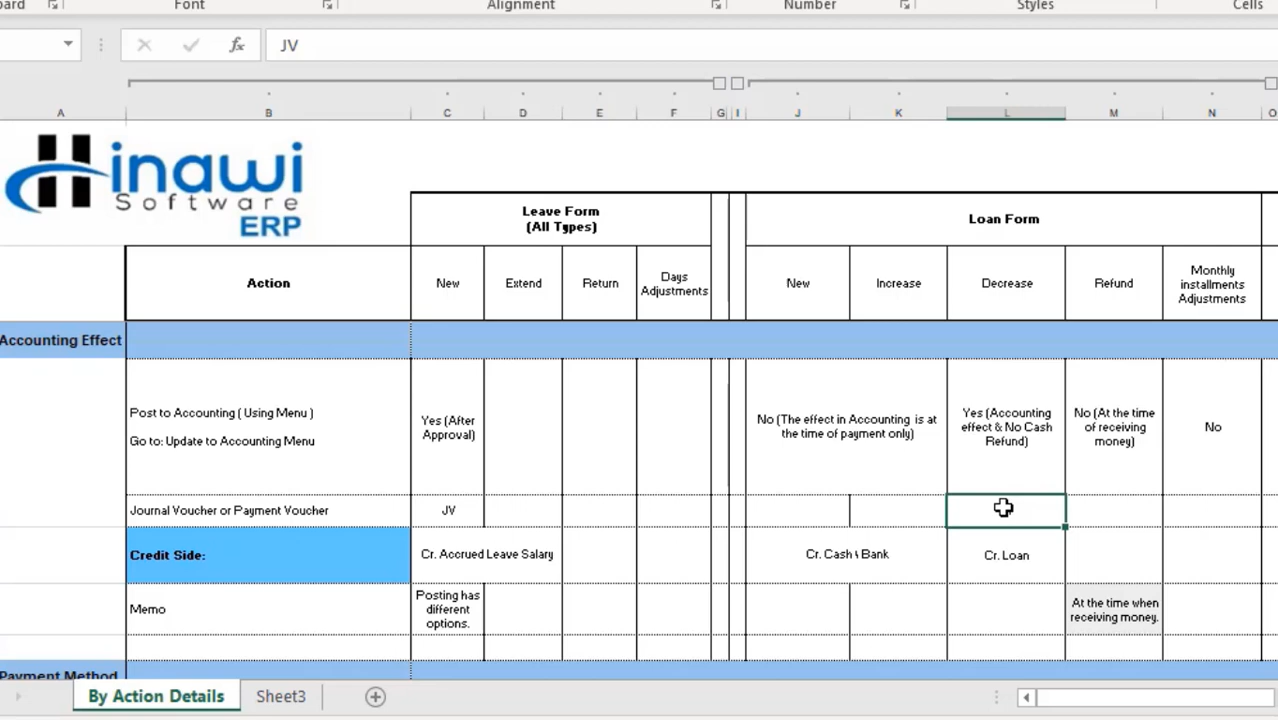 ard
Font
Alignment
Number
Styles
Cells
fx
JV
A B C D E F G I J K L M N O
Hinawi
Software
ERP
Leave Form
(All Types)
Loan Form
Action
New
Extend
Return
Days
Adjustments
New
Increase
Decrease
Refund
Monthly
installments
Adjustments
Accounting Effect
Post to Accounting ( Using Menu )
Go to: Update to Accounting Menu
Yes (After
Approval)
No (The effect in Accounting is at
the time of payment only)
Yes (Accounting
effect & No Cash
Refund)
No (At the time
of receiving
money)
No
Journal Voucher or Payment Voucher
JV
Credit Side:
Cr. Accrued Leave Salary
Cr. Cash \ Bank
Cr. Loan
Memo
Posting has
different
options.
At the time when
receiving money.
Payment Method
By Action Details
Sheet3